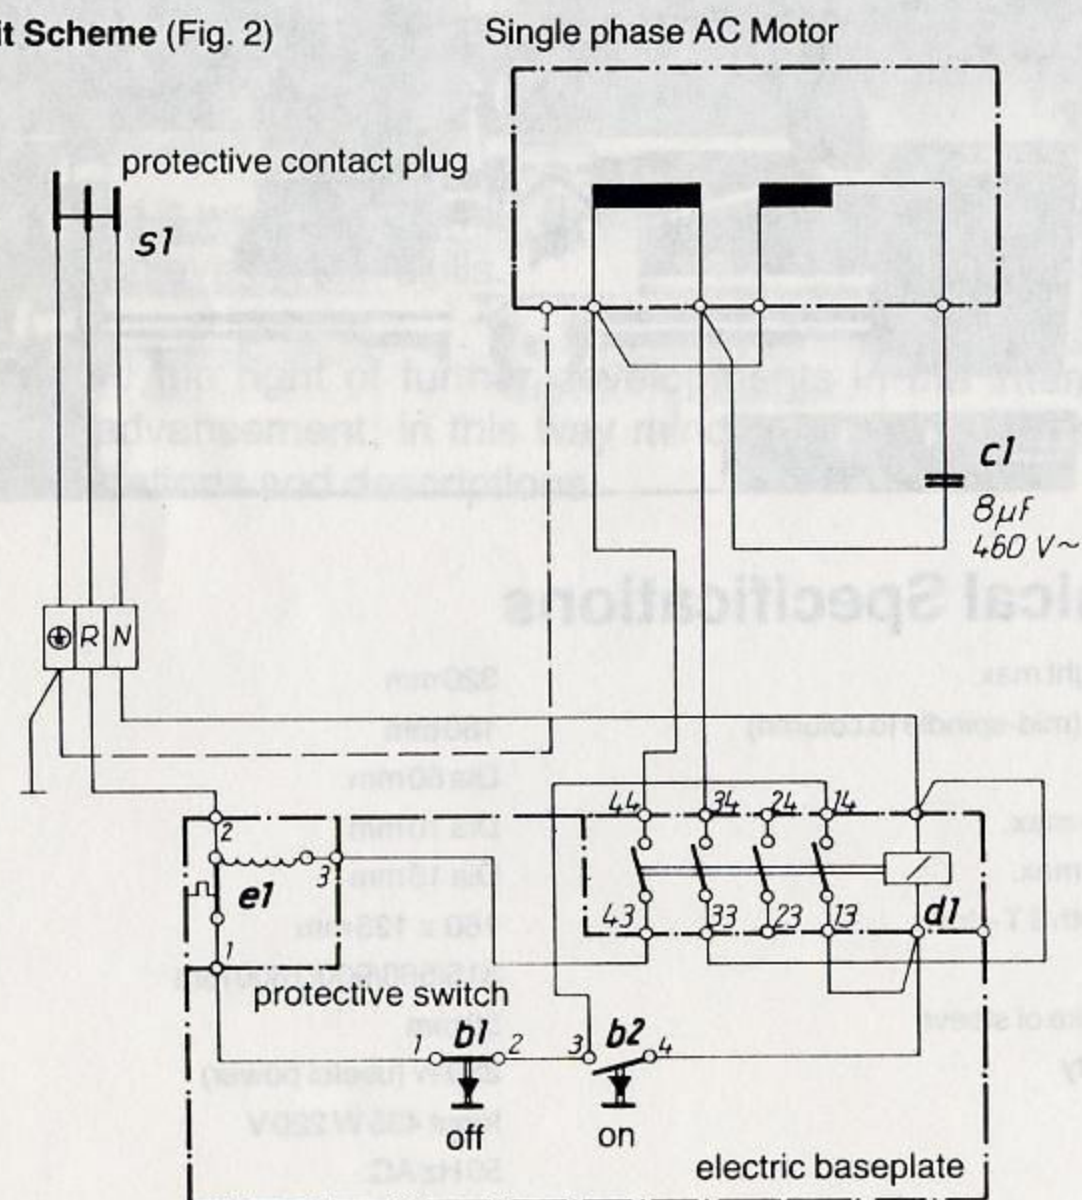 it Scheme (Fig. 2)
Single phase AC Motor
protective contact plug
s1
c1
8µF
460 V~
R N
44 34 24 14
2
3
e1
43 33 23 13
d1
1
protective switch
1 b1 2 3 b2 4
off on
electric baseplate